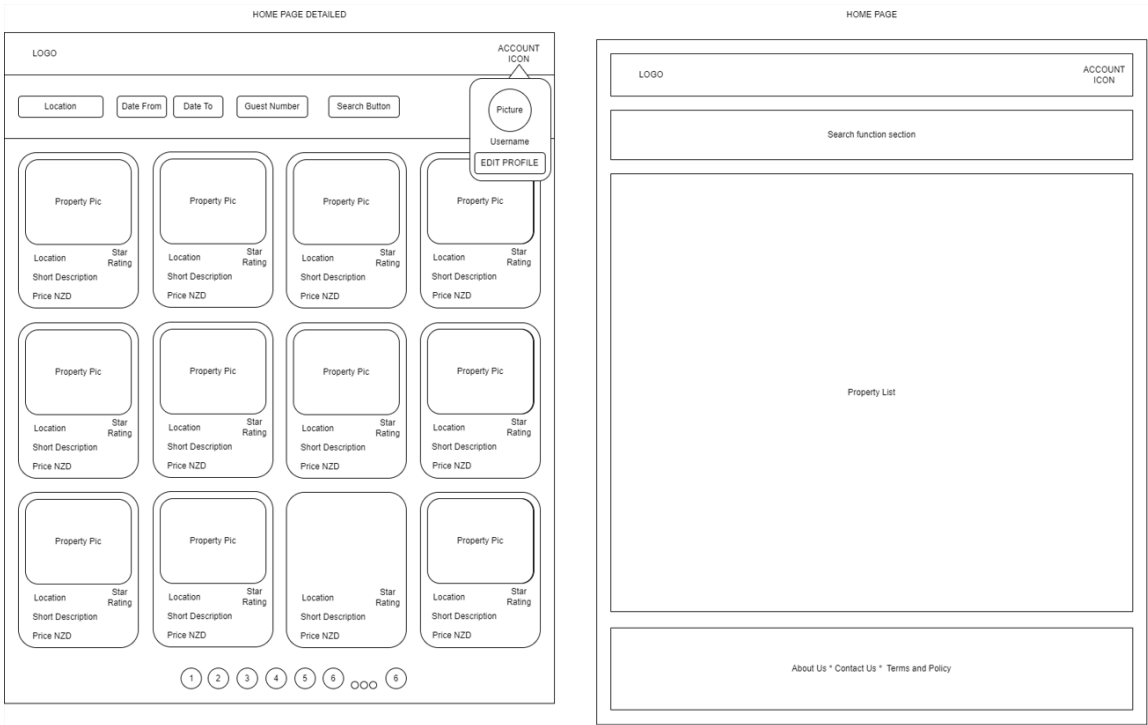 HOME PAGE DETAILED
LOGO
ACCOUNT
ICON
Location
Date From
Date To
Guest Number
Search Button
Picture
Username
EDIT PROFILE
Property Pic
Property Pic
Property Pic
Property Pic
Location
Star
Rating
Location
Star
Rating
Location
Star
Rating
Location
Star
Rating
Short Description
Short Description
Short Description
Short Description
Price NZD
Price NZD
Price NZD
Price NZD
Property Pic
Property Pic
Property Pic
Property Pic
Location
Star
Rating
Location
Star
Rating
Location
Star
Rating
Location
Star
Rating
Short Description
Short Description
Short Description
Short Description
Price NZD
Price NZD
Price NZD
Price NZD
Property Pic
Property Pic
Property Pic
Location
Star
Rating
Location
Star
Rating
Location
Star
Rating
Location
Star
Rating
Short Description
Short Description
Short Description
Short Description
Price NZD
Price NZD
Price NZD
Price NZD
1 2 3 4 5 6 6
HOME PAGE
LOGO
ACCOUNT
ICON
Search function section
Property List
About Us * Contact Us * Terms and Policy